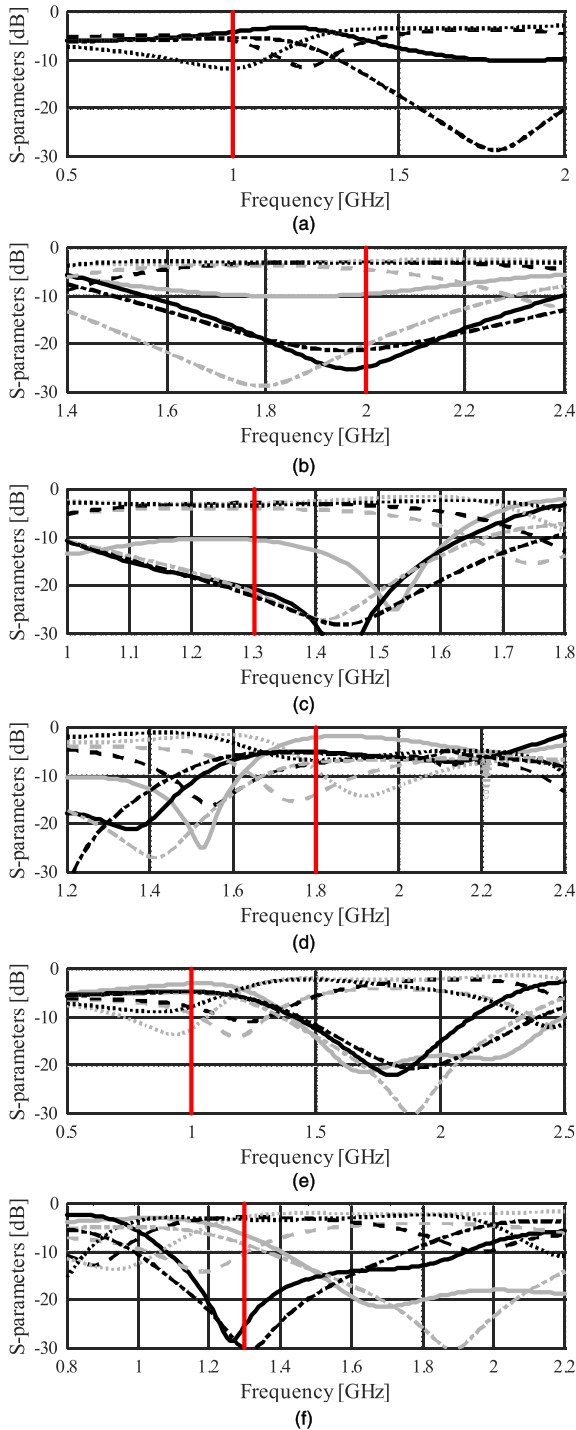 S-parameters [dB]
0
-10
-20
-30
0.5 1 1.5 2
Frequency [GHz]
(a)
S-parameters [dB]
0
-10
-20
-30
1.4 1.6 1.8 2 2.2 2.4
Frequency [GHz]
(b)
S-parameters [dB]
0
-10
-20
-30
1 1.1 1.2 1.3 1.4 1.5 1.6 1.7 1.8
Frequency [GHz]
(c)
S-parameters [dB]
0
-10
-20
-30
1.2 1.4 1.6 1.8 2 2.2 2.4
Frequency [GHz]
(d)
S-parameters [dB]
0
-10
-20
-30
0.5 1 1.5 2 2.5
Frequency [GHz]
(e)
S-parameters [dB]
0
-10
-20
-30
0.8 1 1.2 1.4 1.6 1.8 2 2.2
Frequency [GHz]
(f)